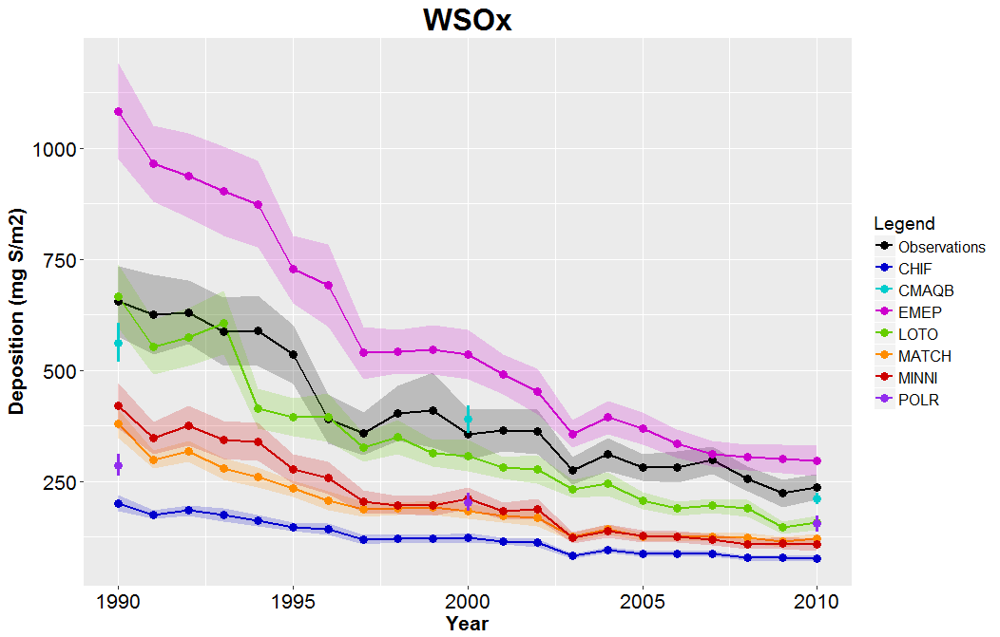 WSOx
Deposition (mg S/m2)
1000
750
500
250
1990 1995 2000 2005 2010
Year
Legend
Observations
CHIF
CMAQB
EMEP
LOTO
MATCH
MINNI
POLR